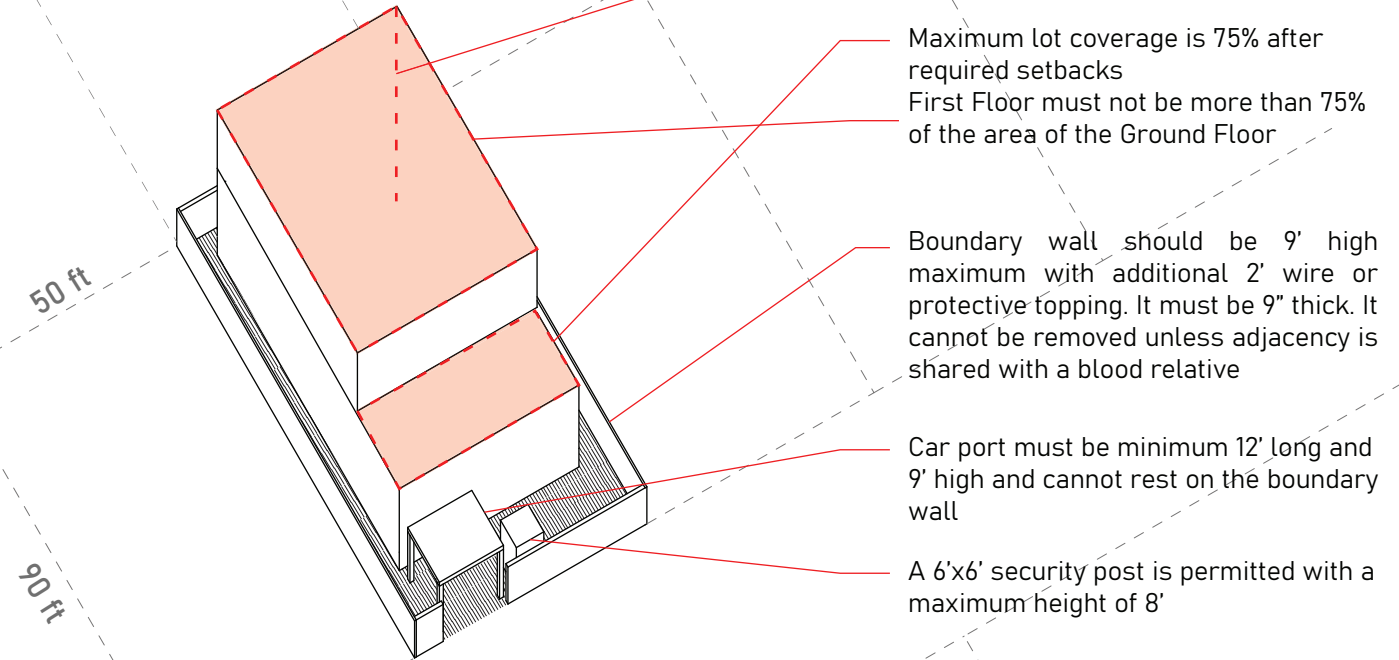 Maximum lot coverage is 75% after
required setbacks
First Floor must not be more than 75%
of the area of the Ground Floor
Boundary wall should be 9' high
maximum with additional 2' wire or
protective topping. It must be 9" thick. It
cannot be removed unless adjacency is
shared with a blood relative
50 ft
Car port must be minimum 12' long and
9' high and cannot rest on the boundary
wall
A 6'x6' security post is permitted with a
maximum height of 8'
90 ft